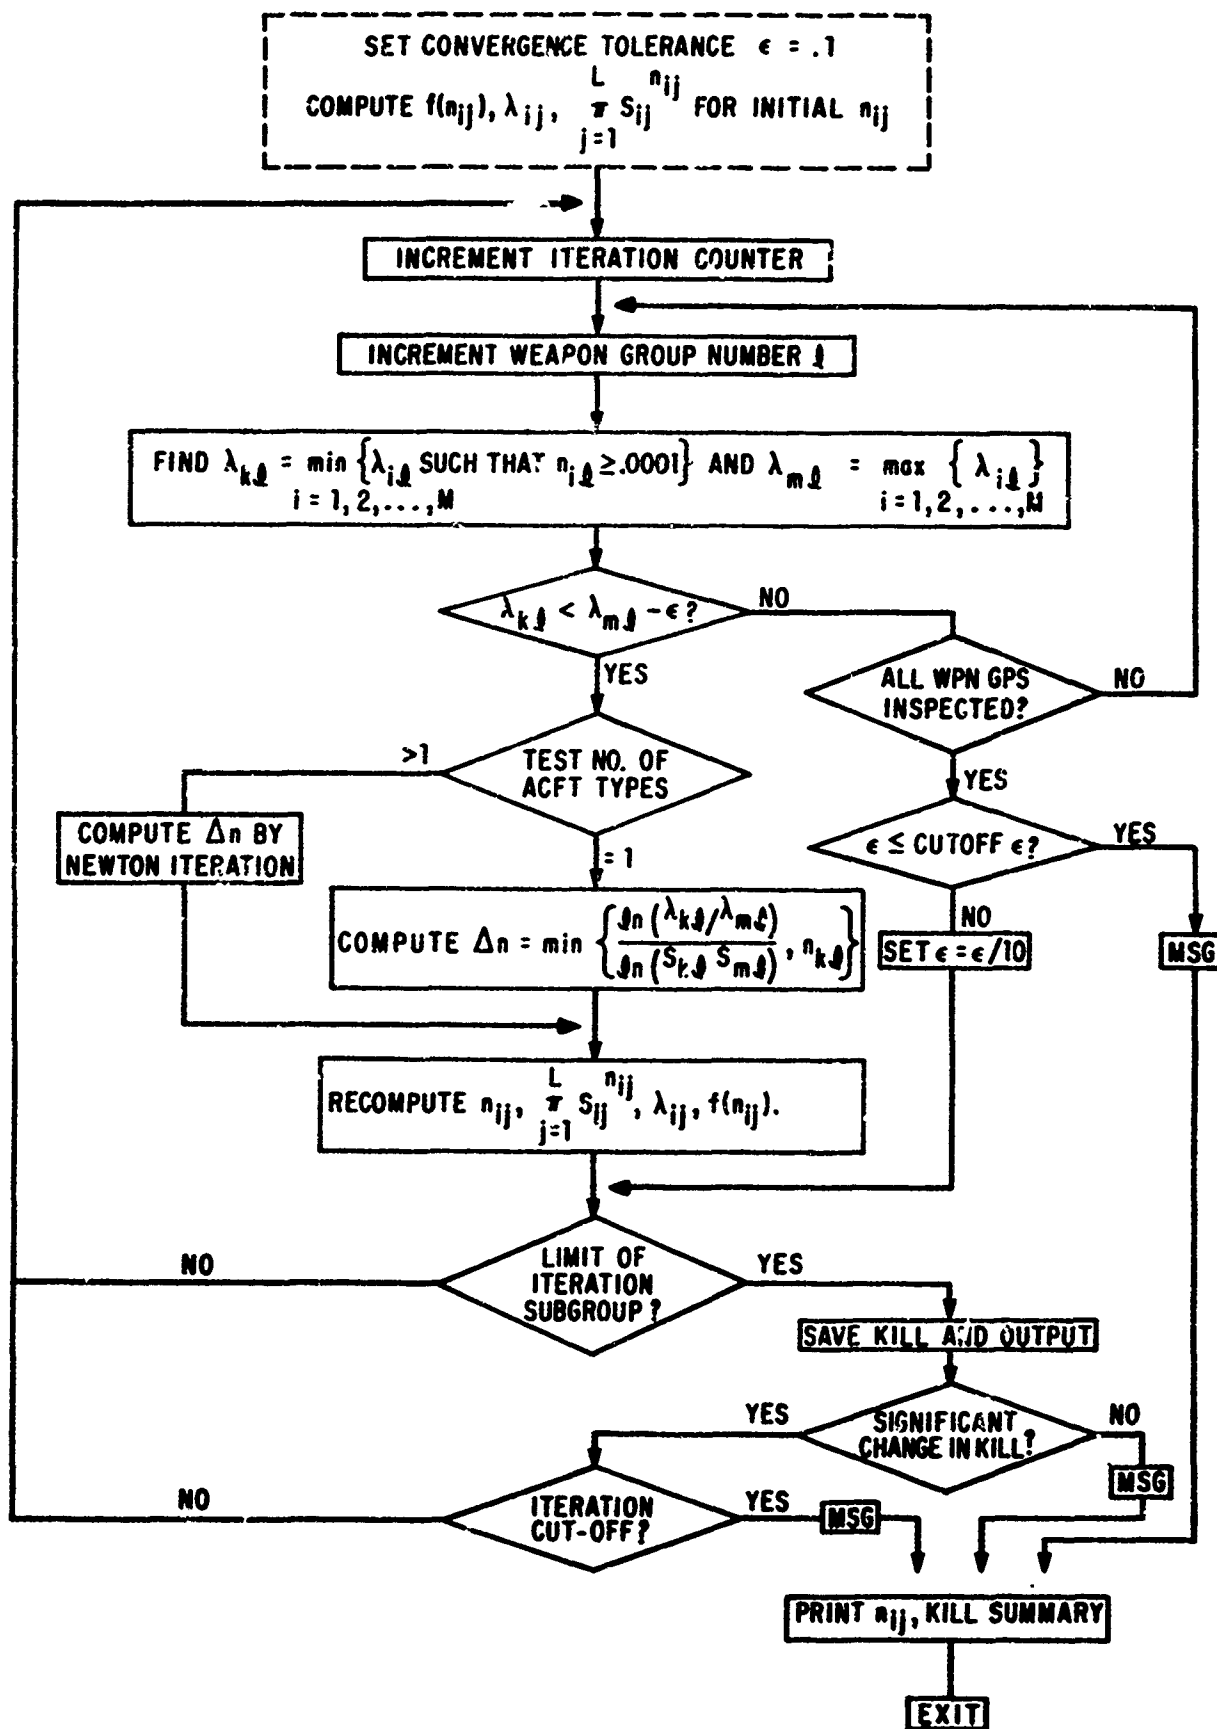 SET CONVERGENCE TOLERANCE ϵ = .1
L n_ij
COMPUTE f(n_ij), λ_ij, π S_ij FOR INITIAL n_ij
j=1
INCREMENT ITERATION COUNTER
INCREMENT WEAPON GROUP NUMBER ℓ
FIND λ_kℓ = min {λ_iℓ SUCH THAT n_iℓ ≥ .0001} AND λ_mℓ = max { λ_iℓ }
i = 1, 2, . . . , M i = 1, 2, . . . , M
λ_kℓ < λ_mℓ - ϵ?
NO
YES
ALL WPN GPS
INSPECTED?
NO
YES
TEST NO. OF
ACFT TYPES
>1
= 1
COMPUTE Δn BY
NEWTON ITERATION
ϵ ≤ CUTOFF ϵ?
YES
NO
COMPUTE Δn = min { ℓn (λ_kℓ/λ_mℓ) / ℓn (S_kℓ S_mℓ) , n_kℓ }
SET ϵ = ϵ/10
MSG
L n_ij
RECOMPUTE n_ij, π S_ij, λ_ij, f(n_ij).
j=1
LIMIT OF
ITERATION
SUBGROUP?
NO
YES
SAVE KILL AND OUTPUT
SIGNIFICANT
CHANGE IN KILL?
YES
NO
MSG
ITERATION
CUT-OFF?
NO
YES
MSG
PRINT n_ij, KILL SUMMARY
EXIT